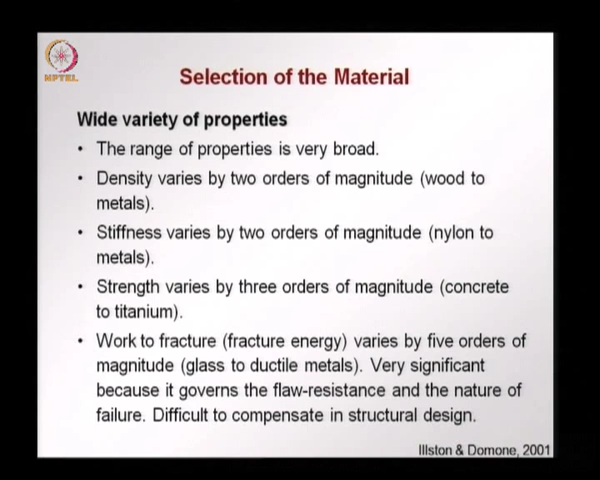 NPTEL
Selection of the Material
Wide variety of properties
• The range of properties is very broad.
• Density varies by two orders of magnitude (wood to
metals).
• Stiffness varies by two orders of magnitude (nylon to
metals).
• Strength varies by three orders of magnitude (concrete
to titanium).
• Work to fracture (fracture energy) varies by five orders of
magnitude (glass to ductile metals). Very significant
because it governs the flaw-resistance and the nature of
failure. Difficult to compensate in structural design.
Illston & Domone, 2001